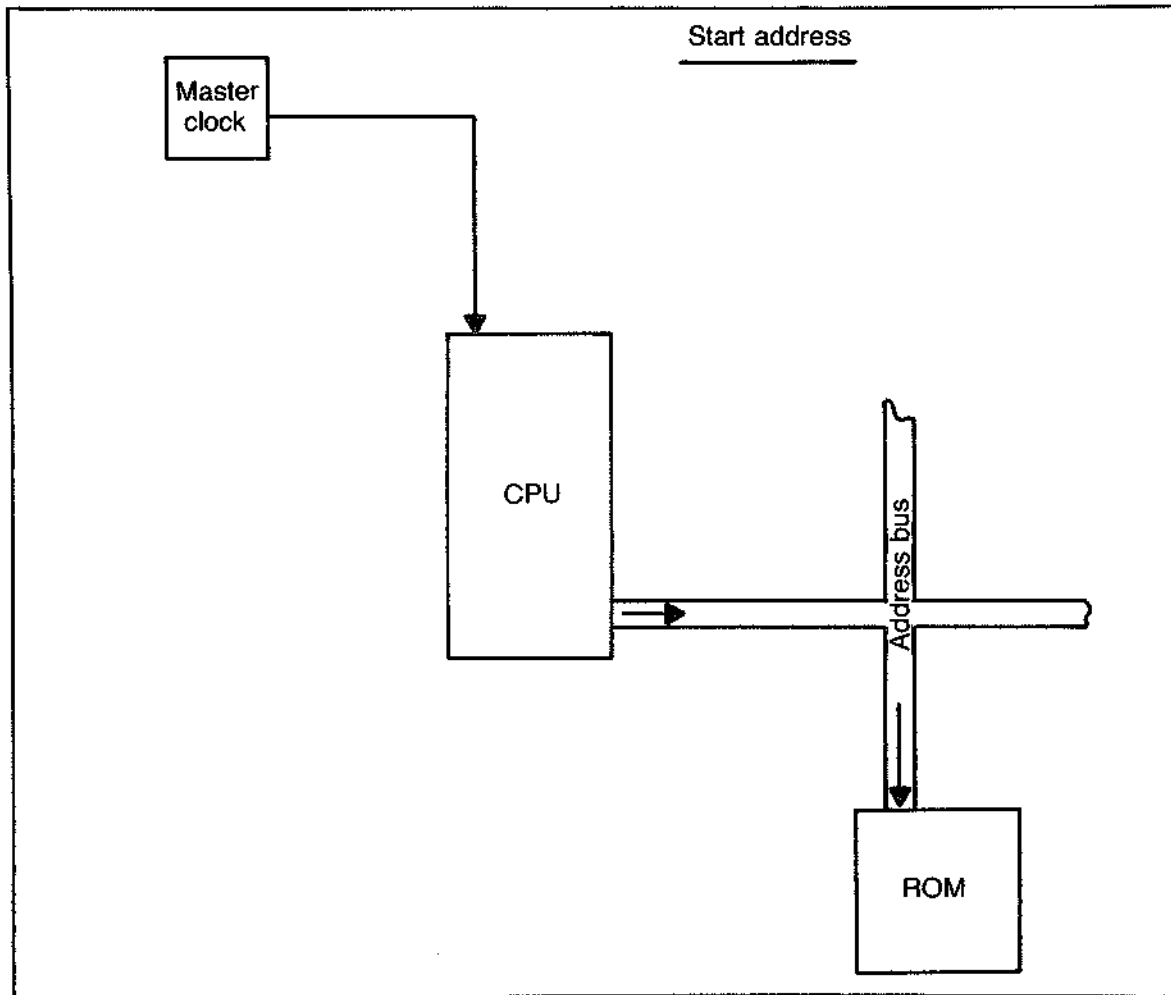 Start address
Master
clock
CPU
Address bus
ROM